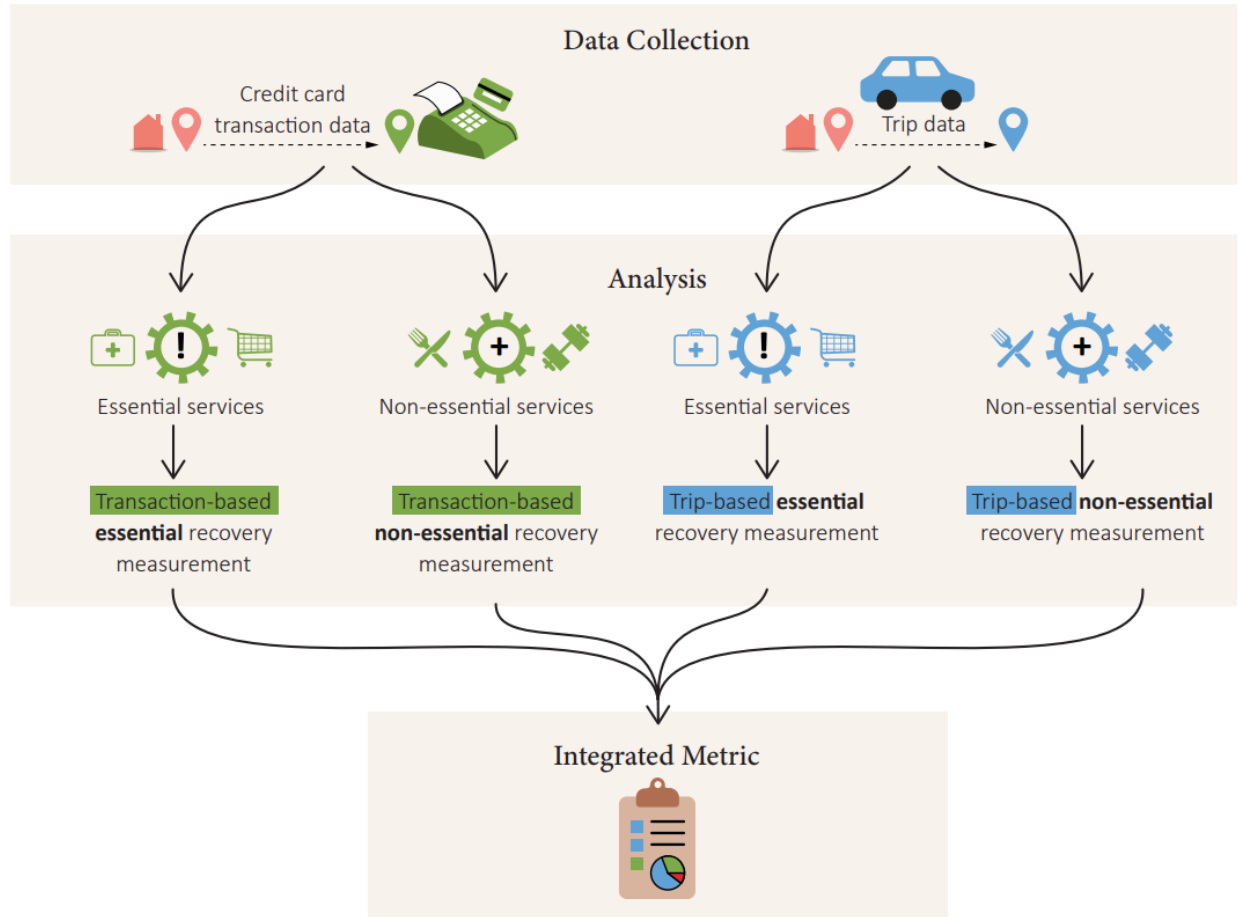 Data Collection
Credit card
transaction data
Trip data
Analysis
!
+
!
+
Essential services
Non-essential services
Essential services
Non-essential services
Transaction-based
essential recovery
measurement
Transaction-based
non-essential recovery
measurement
Trip-based essential
recovery measurement
Trip-based non-essential
recovery measurement
Integrated Metric